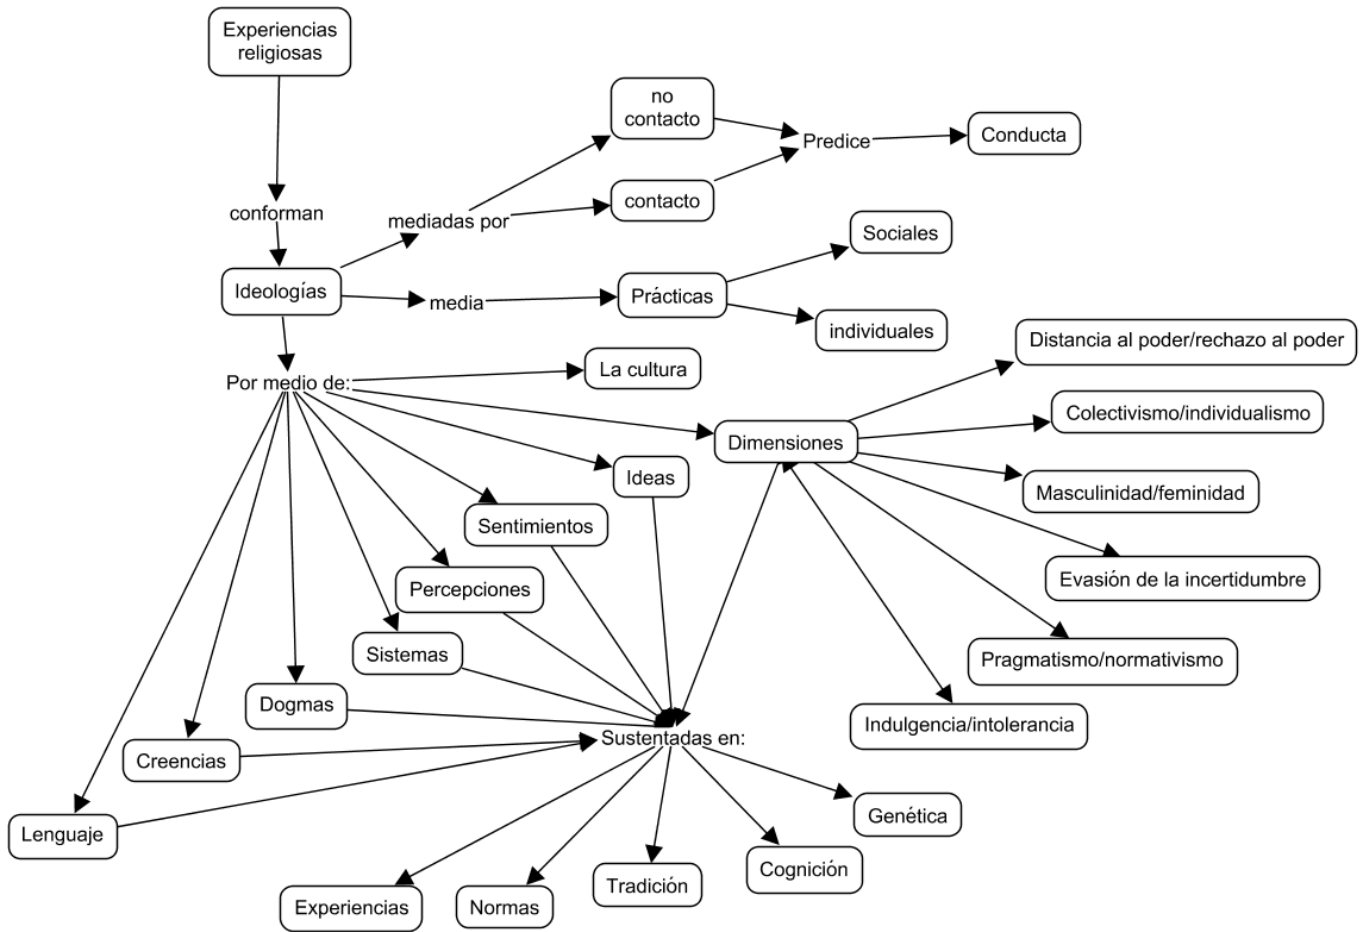 Experiencias
religiosas
no
contacto
Predice
Conducta
conforman
mediadas por
contacto
Sociales
Ideologías
media
Prácticas
individuales
Distancia al poder/rechazo al poder
Por medio de:
La cultura
Colectivismo/individualismo
Dimensiones
Ideas
Masculinidad/feminidad
Sentimientos
Evasión de la incertidumbre
Percepciones
Sistemas
Pragmatismo/normativismo
Dogmas
Indulgencia/intolerancia
Sustentadas en:
Creencias
Genética
Lenguaje
Cognición
Tradición
Experiencias
Normas